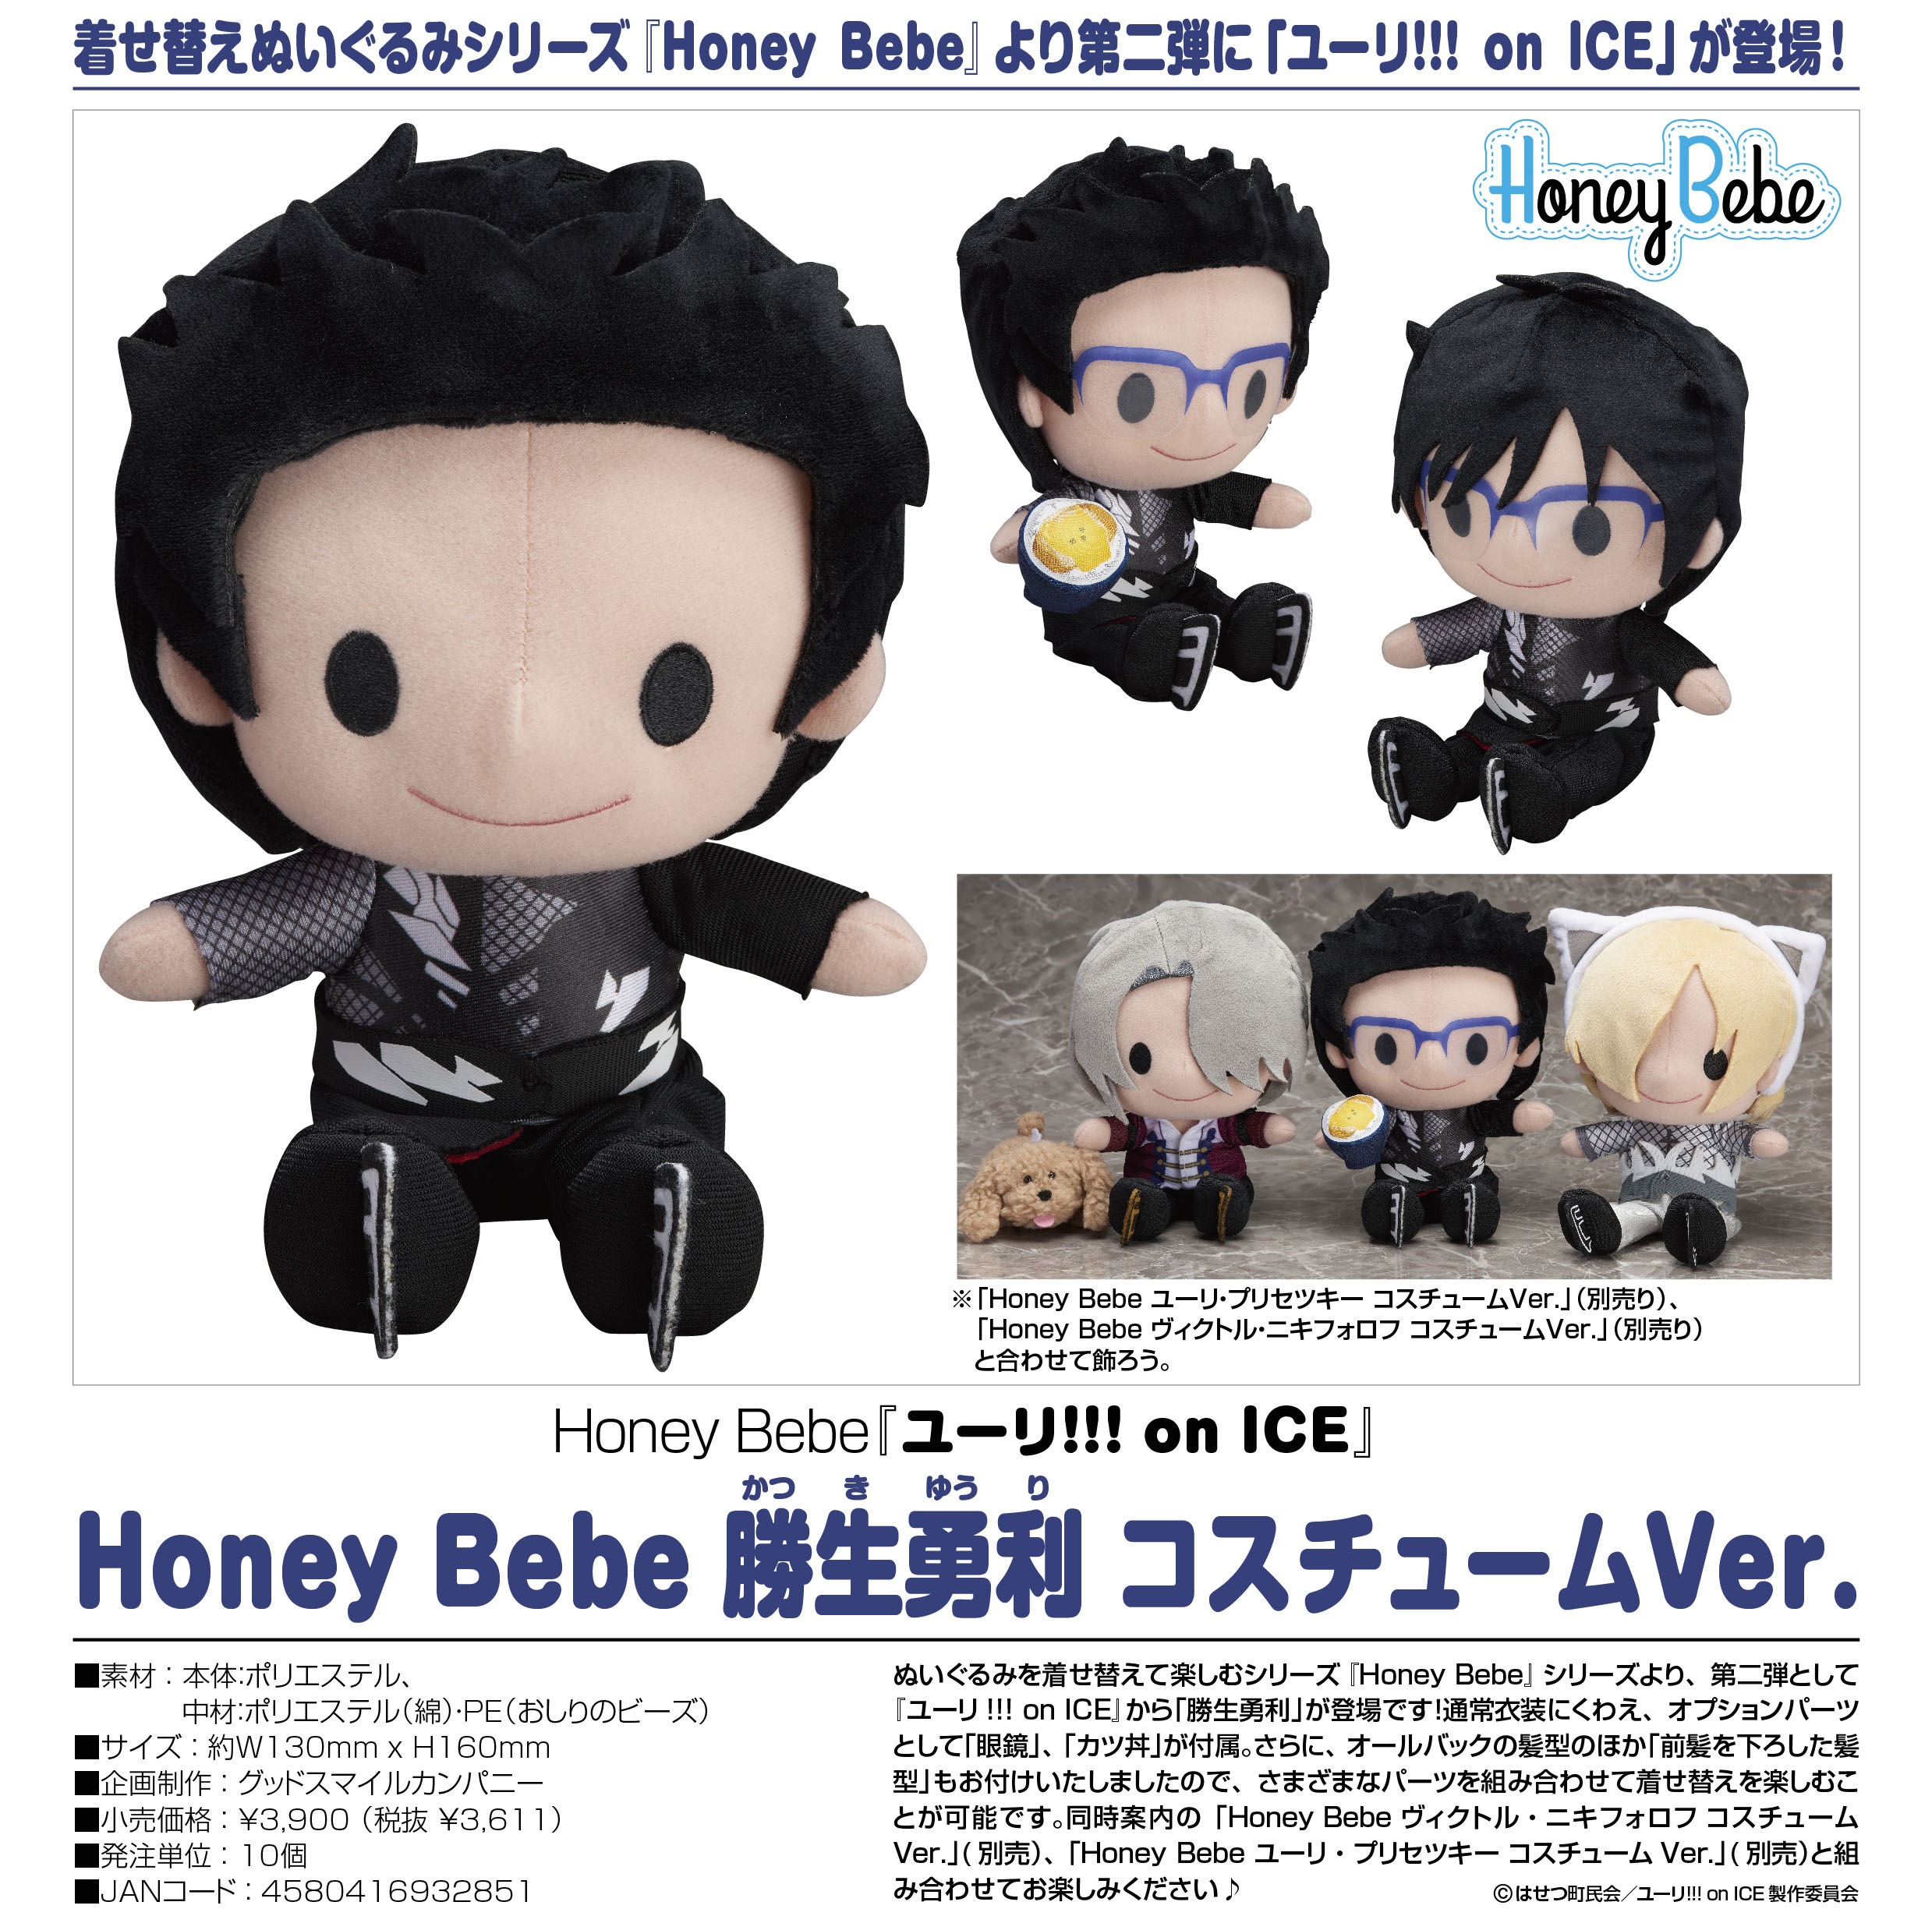 着せ替えぬいぐるみシリーズ『Honey Bebe』より第二弾に「ユーリ!!! on ICE」が登場!
Honey Bebe
※「Honey Bebe ユーリ・プリセツキー コスチュームVer.」(別売り)、
「Honey Bebe ヴィクトル・ニキフォロフ コスチュームVer.」(別売り)
と合わせて飾ろう。
Honey Bebe『ユーリ!!! on ICE』
かつ き ゆう り
Honey Bebe 勝生勇利 コスチュームVer.
■素材:本体:ポリエステル、
中材:ポリエステル(綿)・PE(おしりのビーズ)
■サイズ:約W130mm x H160mm
■企画制作:グッドスマイルカンパニー
■小売価格:¥3,900(税抜 ¥3,611)
■発注単位:10個
■JANコード:4580416932851
ぬいぐるみを着せ替えて楽しむシリーズ『Honey Bebe』シリーズより、第二弾として
『ユーリ!!! on ICE』から「勝生勇利」が登場です!通常衣装にくわえ、オプションパーツ
として「眼鏡」、「カツ丼」が付属。さらに、オールバックの髪型のほか「前髪を下ろした髪
型」もお付けいたしましたので、さまざまなパーツを組み合わせて着せ替えを楽しむこ
とが可能です。同時案内の「Honey Bebe ヴィクトル・ニキフォロフ コスチューム
Ver.」(別売)、「Honey Bebe ユーリ・プリセツキー コスチューム Ver.」(別売)と組
み合わせてお楽しみください♪
©はせつ町民会/ユーリ!!! on ICE 製作委員会